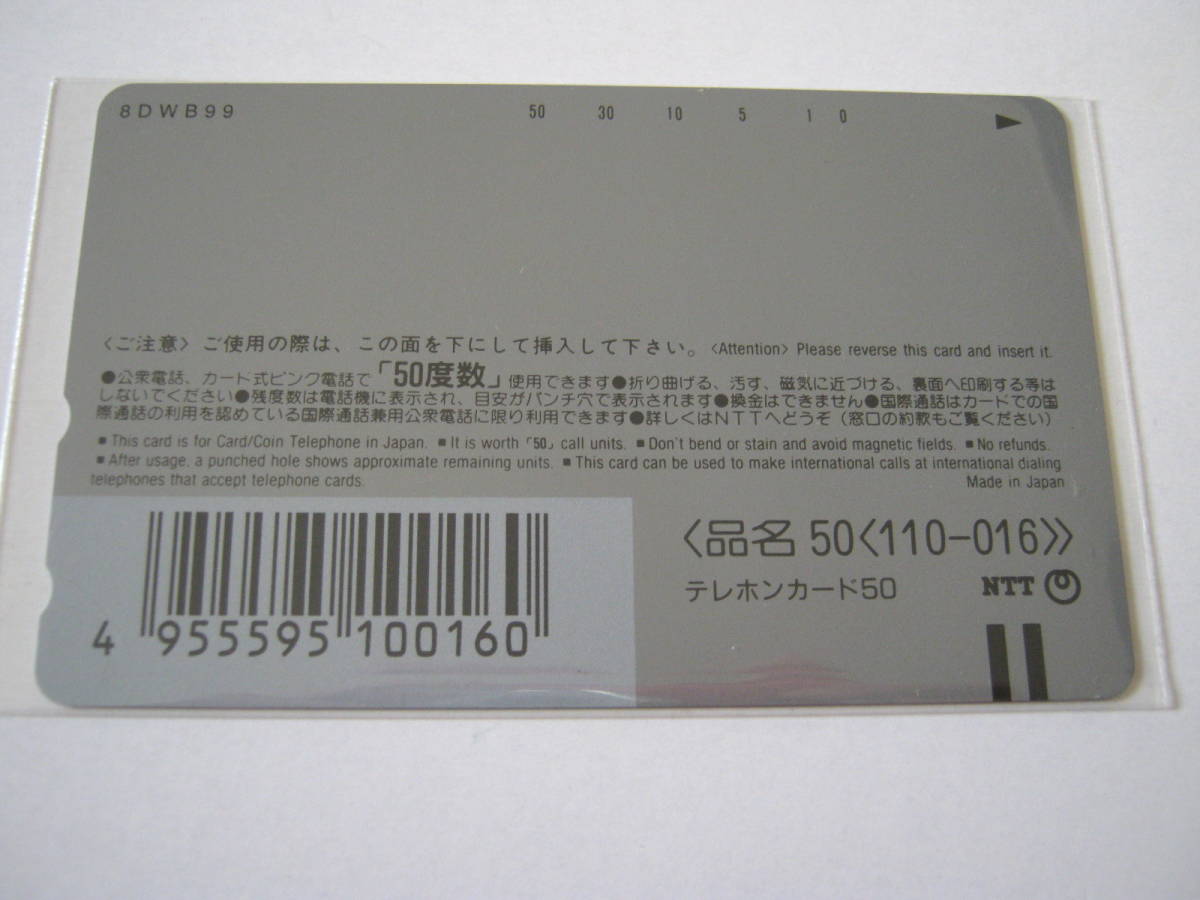 8DWB99 50 30 10 5 1 0
〈ご注意〉ご使用の際は、この面を下にして挿入して下さい。〈Attention〉Please reverse this card and insert it.
●公衆電話、カード式ピンク電話で「50度数」使用できます●折り曲げる、汚す、磁気に近づける、裏面へ印刷する等は
しないでください●残度数は電話機に表示され、目安がパンチ穴で表示されます●換金はできません●国際通話はカードでの国
際通話の利用を認めている国際通話兼用公衆電話に限り利用できます●詳しくはNTTへどうぞ（窓口の約款もご覧ください）
■ This card is for Card/Coin Telephone in Japan. ■ It is worth「50」call units. ■ Don't bend or stain and avoid magnetic fields. ■ No refunds.
■ After usage, a punched hole shows approximate remaining units. ■ This card can be used to make international calls at international dialing
telephones that accept telephone cards. Made in Japan
〈品名 50〈110-016〉〉
テレホンカード50 NTT
4 955595 100160